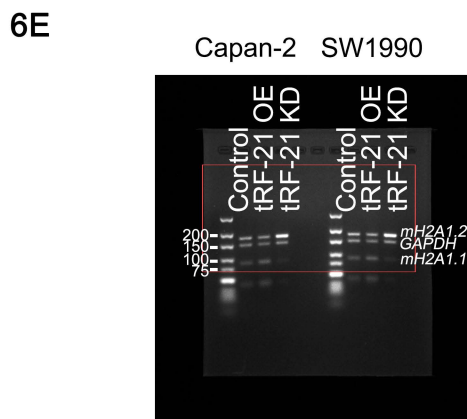 6E
Capan-2 SW1990
Control
tRF-21 OE
tRF-21 KD
Control
tRF-21 OE
tRF-21 KD
200
150
100
75
mH2A1.2
GAPDH
mH2A1.1